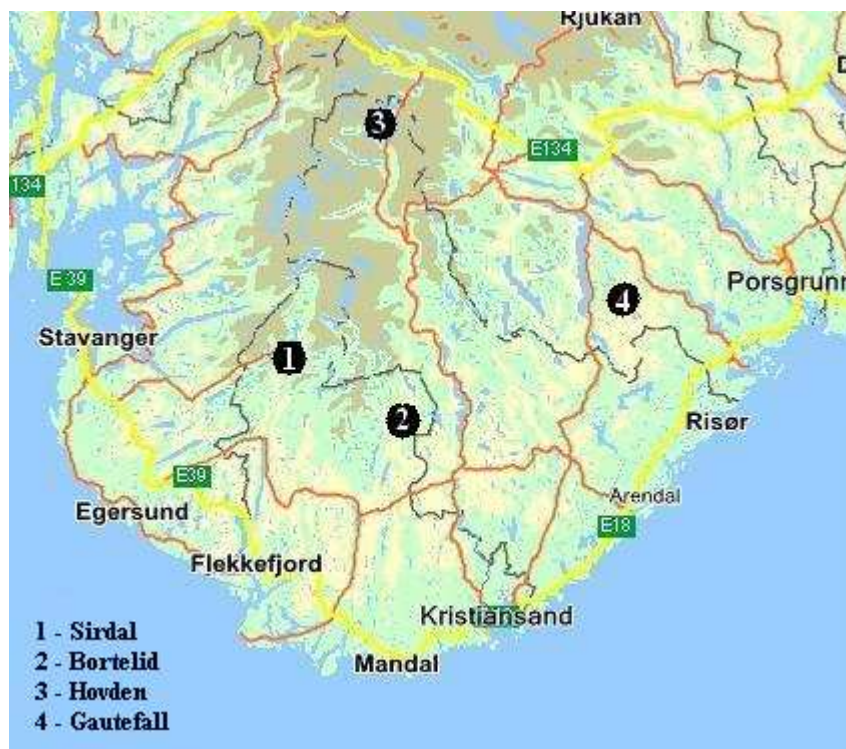 Rjukan
D
3
E134
134
E 39
4
Porsgrunn
Stavanger
1
2
Risør
E39
Arendal
Egersund
E18
Flekkefjord
Kristiansand
1 - Sirdal
2 - Bortelid
Mandal
3 - Hovden
4 - Gautefall